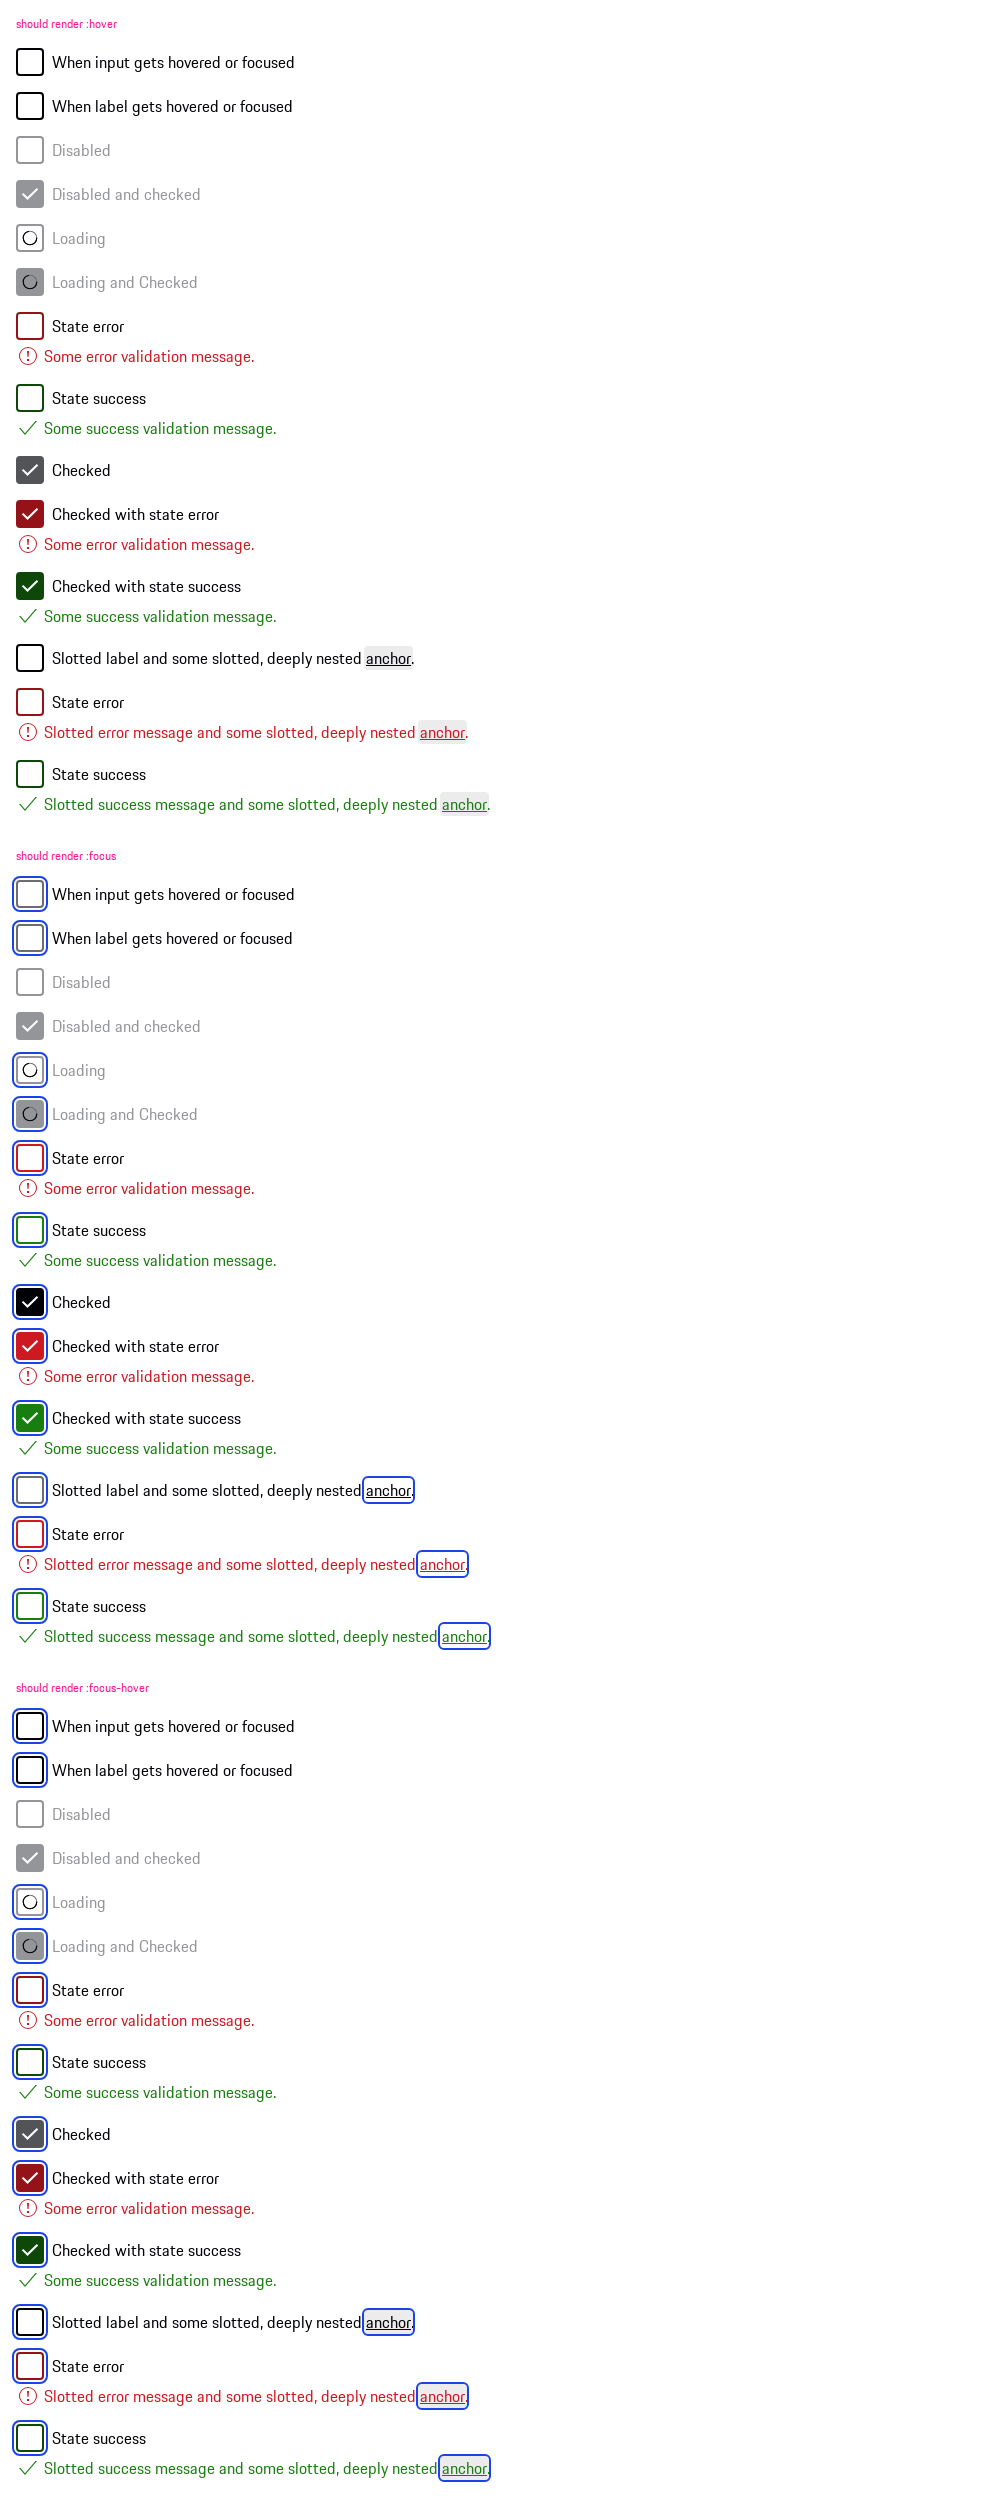 should render :hover
When input gets hovered or focused
When label gets hovered or focused
Disabled
Disabled and checked
Loading
Loading and Checked
State error
Some error validation message.
State success
Some success validation message.
Checked
Checked with state error
Some error validation message.
Checked with state success
Some success validation message.
Slotted label and some slotted, deeply nested anchor.
State error
Slotted error message and some slotted, deeply nested anchor.
State success
Slotted success message and some slotted, deeply nested anchor.
should render :focus
When input gets hovered or focused
When label gets hovered or focused
Disabled
Disabled and checked
Loading
Loading and Checked
State error
Some error validation message.
State success
Some success validation message.
Checked
Checked with state error
Some error validation message.
Checked with state success
Some success validation message.
Slotted label and some slotted, deeply nested anchor.
State error
Slotted error message and some slotted, deeply nested anchor.
State success
Slotted success message and some slotted, deeply nested anchor.
should render :focus-hover
When input gets hovered or focused
When label gets hovered or focused
Disabled
Disabled and checked
Loading
Loading and Checked
State error
Some error validation message.
State success
Some success validation message.
Checked
Checked with state error
Some error validation message.
Checked with state success
Some success validation message.
Slotted label and some slotted, deeply nested anchor.
State error
Slotted error message and some slotted, deeply nested anchor.
State success
Slotted success message and some slotted, deeply nested anchor.